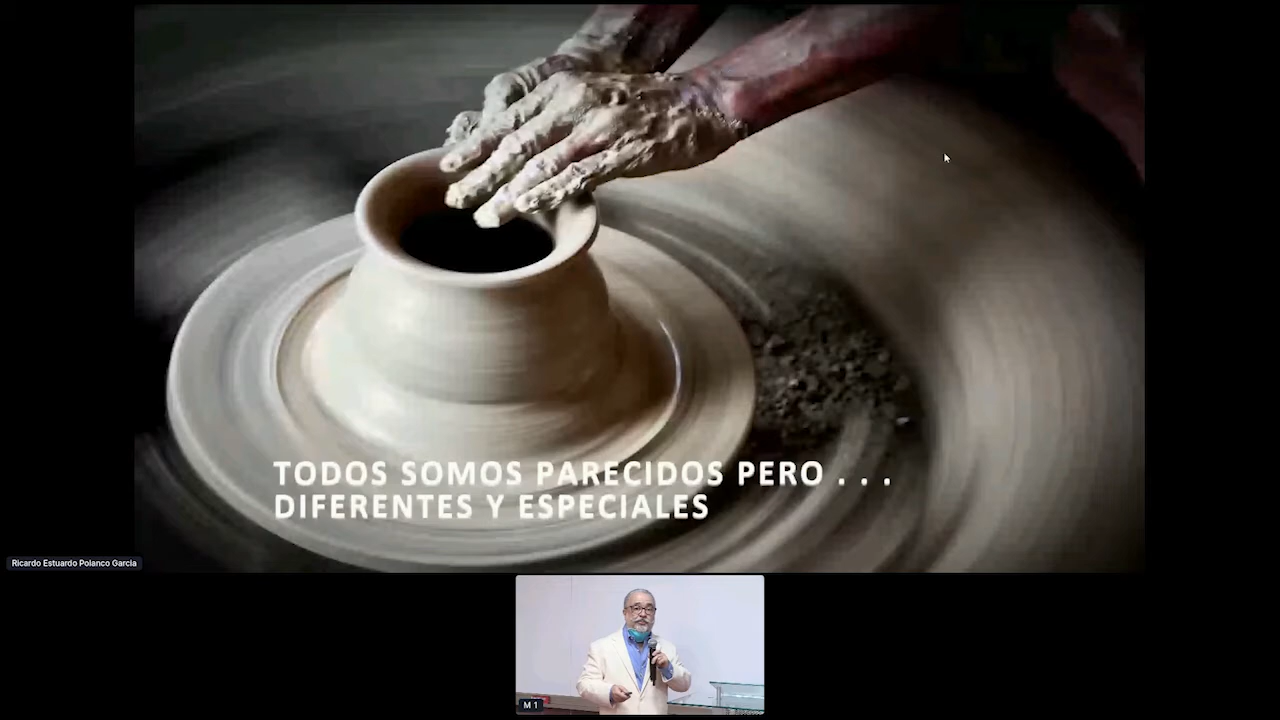 TODOS SOMOS PARECIDOS PERO . . .
DIFERENTES Y ESPECIALES
Ricardo Estuardo Polanco Garcia
M 1